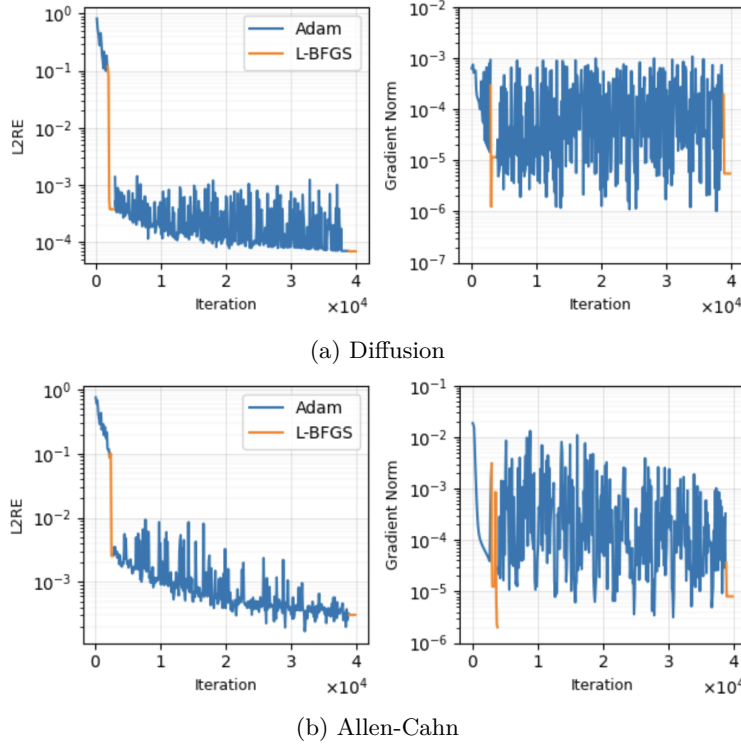 Adam
L-BFGS
L2RE
10^0
10^-1
10^-2
10^-3
10^-4
0 1 2 3 4
×10^4
Iteration
Gradient Norm
10^-2
10^-3
10^-4
10^-5
10^-6
10^-7
0 1 2 3 4
×10^4
Iteration
(a) Diffusion
Adam
L-BFGS
L2RE
10^0
10^-1
10^-2
10^-3
0 1 2 3 4
×10^4
Iteration
Gradient Norm
10^-1
10^-2
10^-3
10^-4
10^-5
10^-6
0 1 2 3 4
×10^4
Iteration
(b) Allen-Cahn